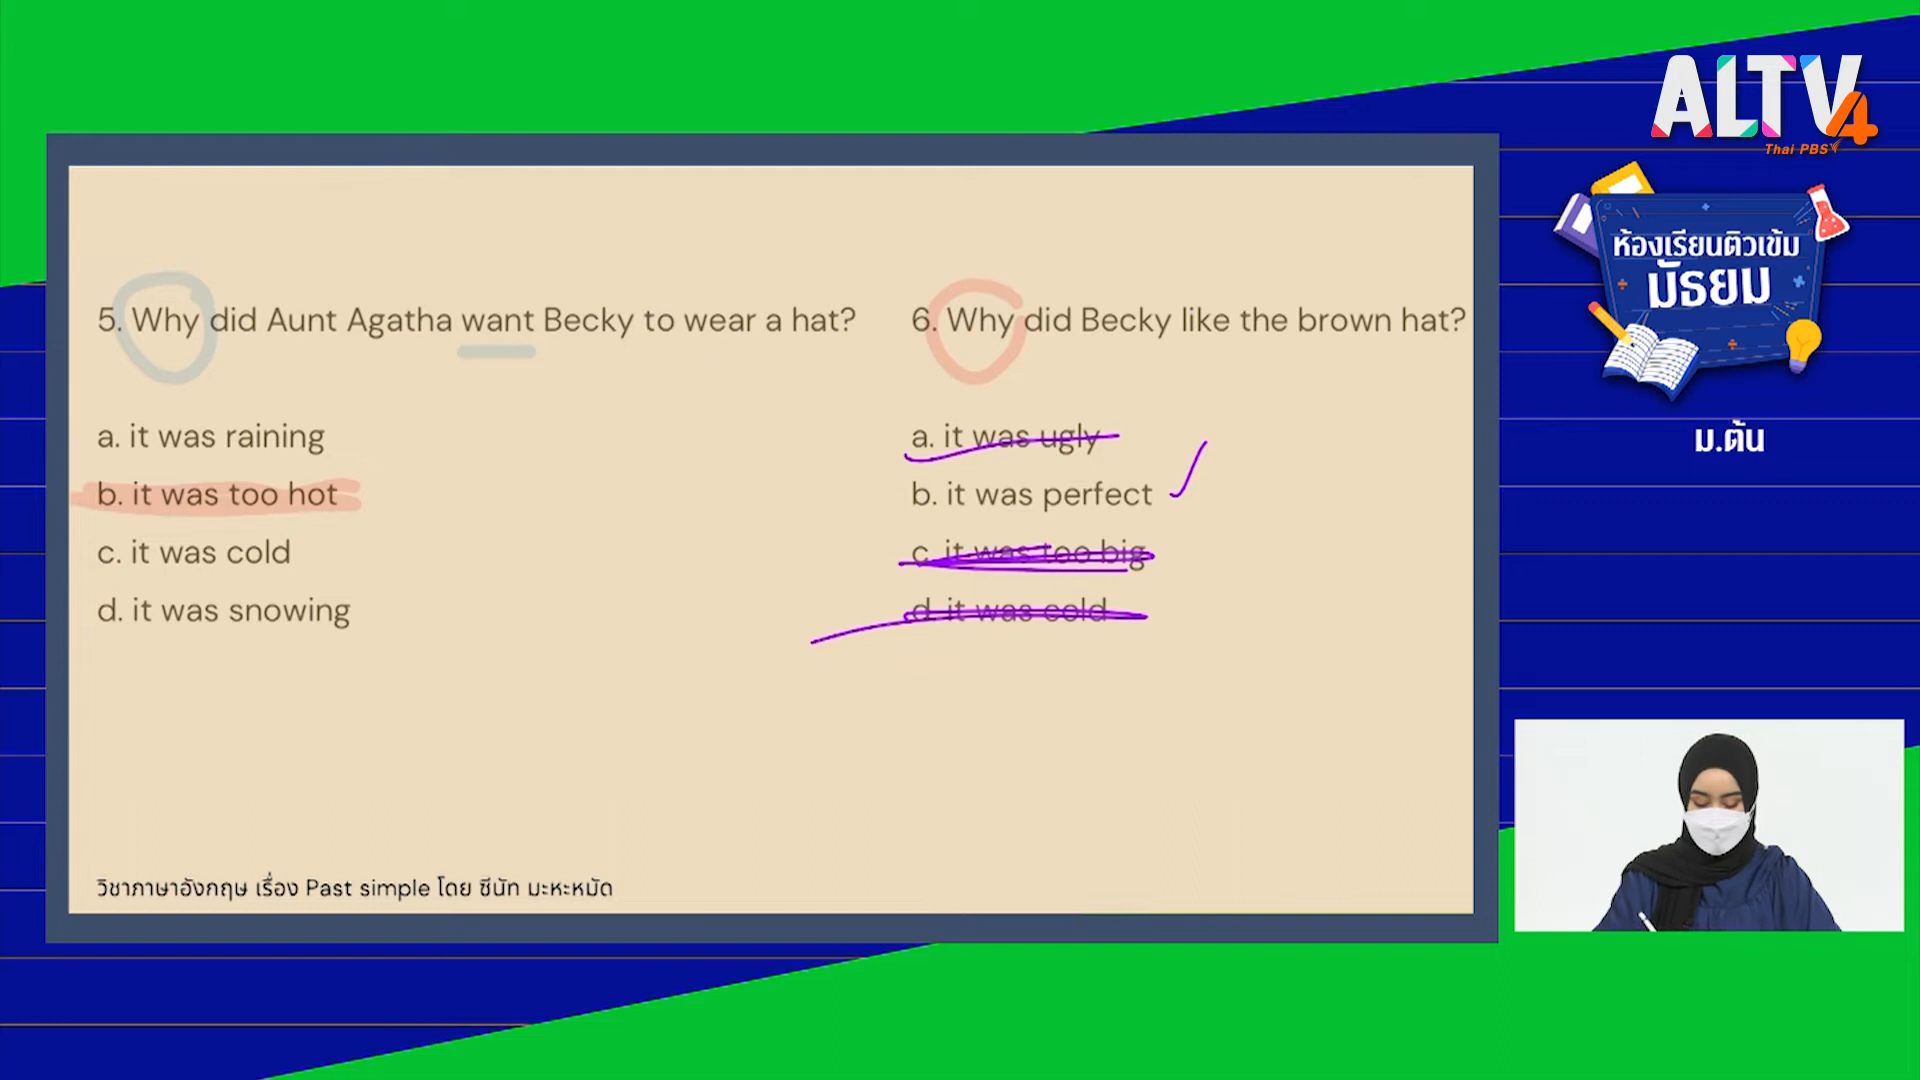 ALTV4
Thai PBS
ห้องเรียนติวเข้ม
มัธยม
ม.ต้น
5. Why did Aunt Agatha want Becky to wear a hat?
a. it was raining
b. it was too hot
c. it was cold
d. it was snowing
6. Why did Becky like the brown hat?
a. it was ugly
b. it was perfect
c. it was too big
d. it was cold
วิชาภาษาอังกฤษ เรื่อง Past simple โดย ซีนัท มะหะหมัด